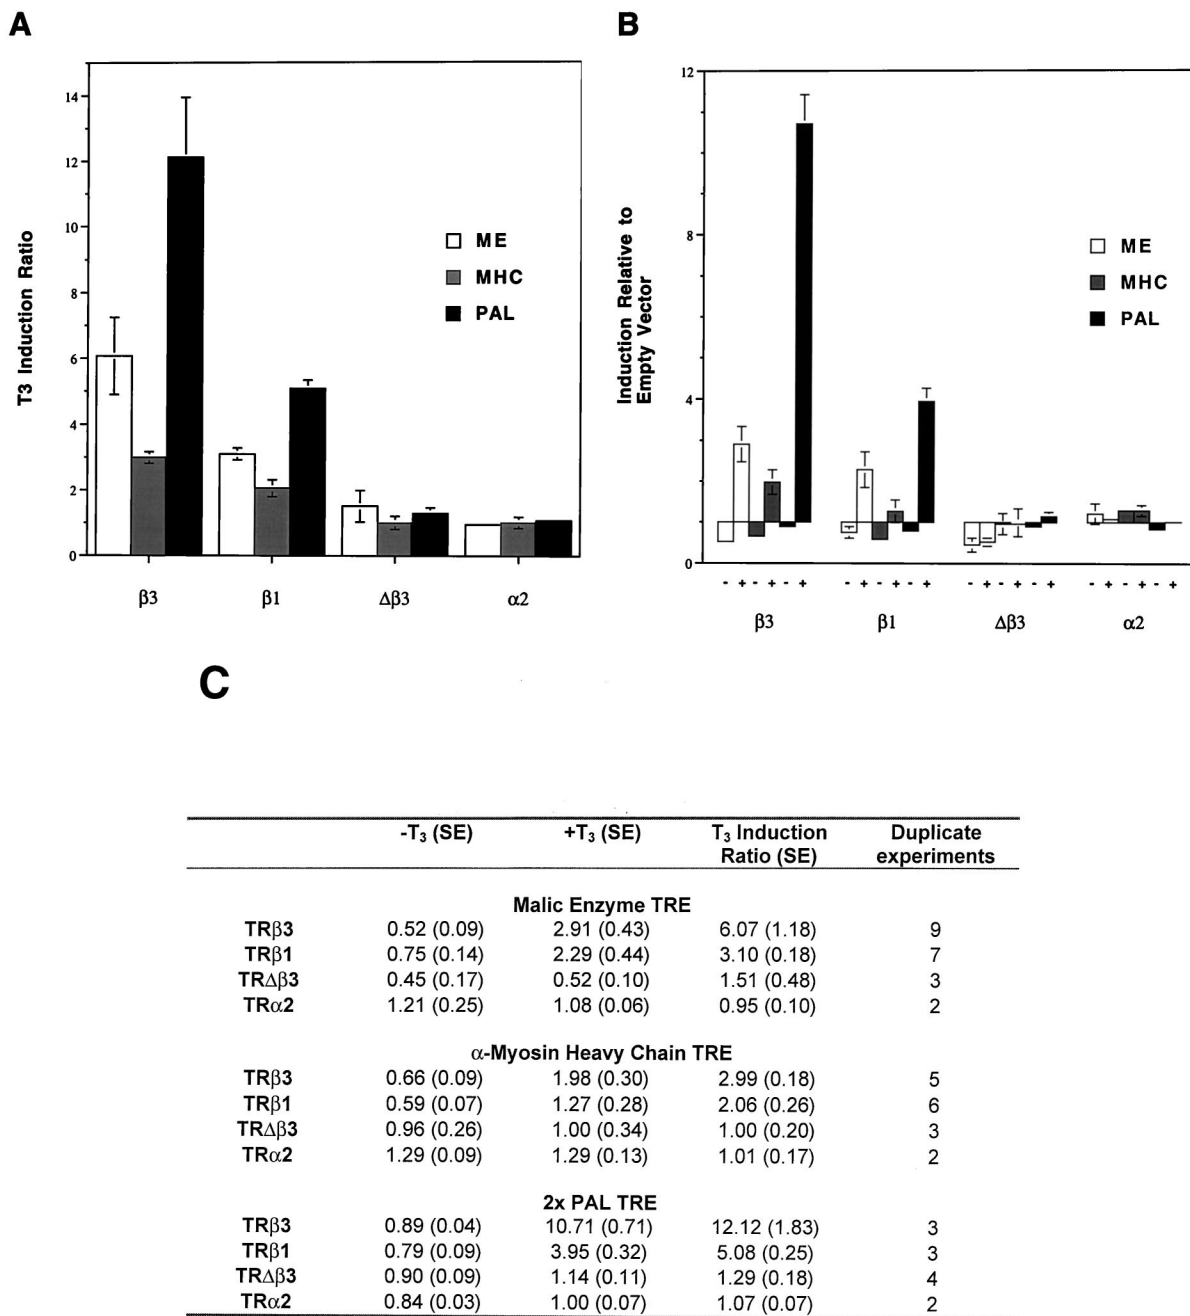 A
T3 Induction Ratio
14
12
10
8
6
4
2
0
ME
MHC
PAL
β3 β1 Δβ3 α2
B
Induction Relative to
Empty Vector
12
8
4
0
ME
MHC
PAL
- + - + - + - + - + - + - + - + - + - + - + - +
β3 β1 Δβ3 α2
C
-T₃ (SE) +T₃ (SE) T₃ Induction Duplicate
Ratio (SE) experiments
Malic Enzyme TRE
TRβ3 0.52 (0.09) 2.91 (0.43) 6.07 (1.18) 9
TRβ1 0.75 (0.14) 2.29 (0.44) 3.10 (0.18) 7
TRΔβ3 0.45 (0.17) 0.52 (0.10) 1.51 (0.48) 3
TRα2 1.21 (0.25) 1.08 (0.06) 0.95 (0.10) 2
α-Myosin Heavy Chain TRE
TRβ3 0.66 (0.09) 1.98 (0.30) 2.99 (0.18) 5
TRβ1 0.59 (0.07) 1.27 (0.28) 2.06 (0.26) 6
TRΔβ3 0.96 (0.26) 1.00 (0.34) 1.00 (0.20) 3
TRα2 1.29 (0.09) 1.29 (0.13) 1.01 (0.17) 2
2x PAL TRE
TRβ3 0.89 (0.04) 10.71 (0.71) 12.12 (1.83) 3
TRβ1 0.79 (0.09) 3.95 (0.32) 5.08 (0.25) 3
TRΔβ3 0.90 (0.09) 1.14 (0.11) 1.29 (0.18) 4
TRα2 0.84 (0.03) 1.00 (0.07) 1.07 (0.07) 2